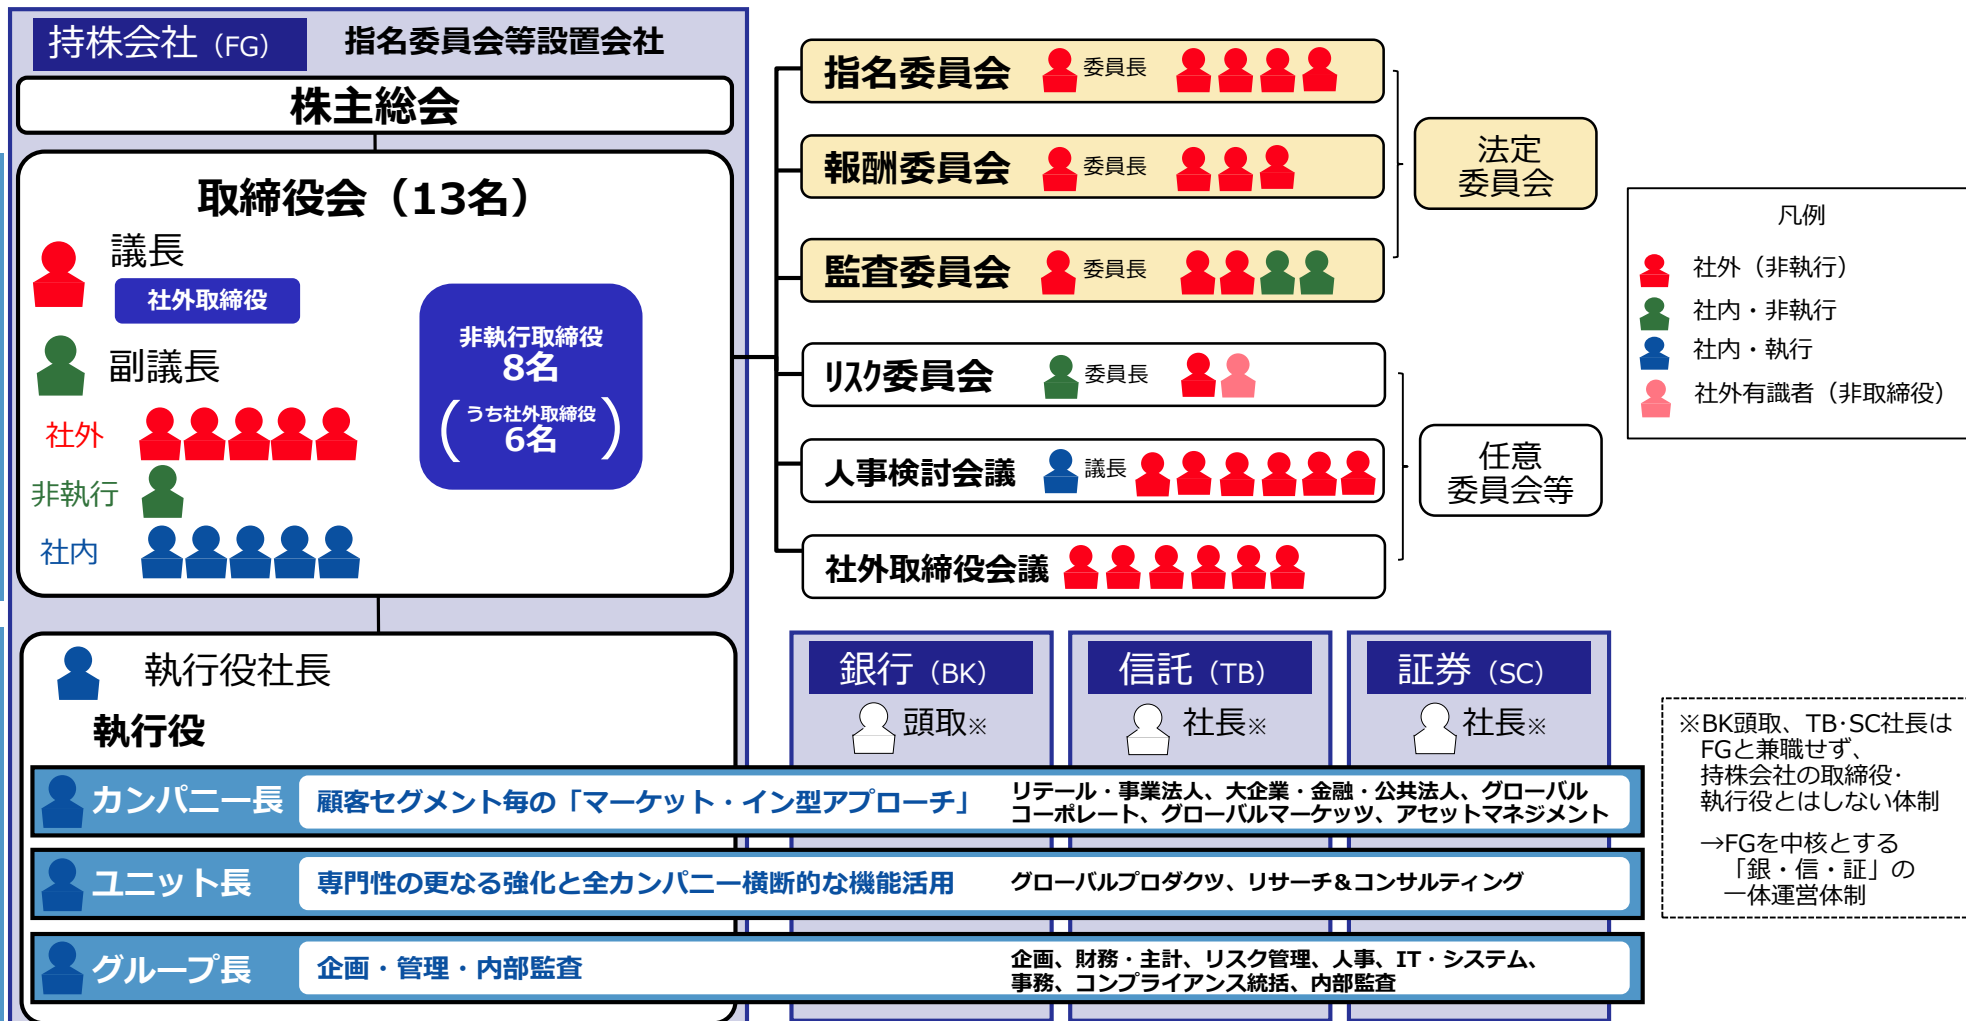 持株会社（FG）
指名委員会等設置会社
株主総会
取締役会（13名）
議長
社外取締役
副議長
社外
非執行
社内
非執行取締役
8名
（うち社外取締役
6名）
指名委員会 委員長
報酬委員会 委員長
監査委員会 委員長
法定
委員会
リスク委員会 委員長
人事検討会議 議長
社外取締役会議
任意
委員会等
凡例
社外（非執行）
社内・非執行
社内・執行
社外有識者（非取締役）
執行役社長
執行役
銀行（BK）
頭取※
信託（TB）
社長※
証券（SC）
社長※
カンパニー長
顧客セグメント毎の「マーケット・イン型アプローチ」
リテール・事業法人、大企業・金融・公共法人、グローバル
コーポレート、グローバルマーケッツ、アセットマネジメント
ユニット長
専門性の更なる強化と全カンパニー横断的な機能活用
グローバルプロダクツ、リサーチ&コンサルティング
グループ長
企画・管理・内部監査
企画、財務・主計、リスク管理、人事、IT・システム、
事務、コンプライアンス統括、内部監査
※BK頭取、TB･SC社長は
FGと兼職せず、
持株会社の取締役･
執行役とはしない体制
→FGを中核とする
「銀・信・証」の
一体運営体制